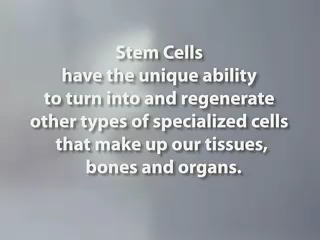 Stem Cells
have the unique ability
to turn into and regenerate
other types of specialized cells
that make up our tissues,
bones and organs.